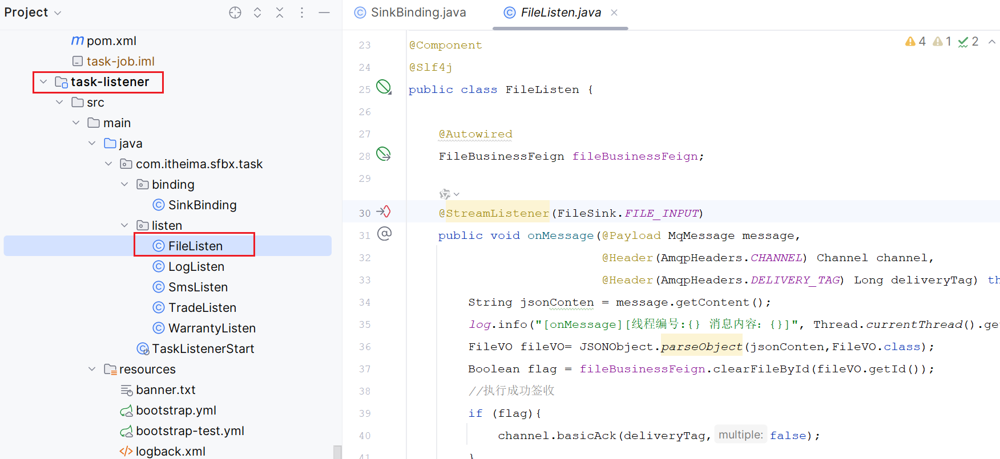 Project
pom.xml
task-job.iml
task-listener
src
main
java
com.itheima.sfbx.task
binding
SinkBinding
listen
FileListen
LogListen
SmsListen
TradeListen
WarrantyListen
TaskListenerStart
resources
banner.txt
bootstrap.yml
bootstrap-test.yml
logback.xml
SinkBinding.java
FileListen.java
4 1 2
23 @Component
24 @Slf4j
25 public class FileListen {
26
27 @Autowired
28 FileBusinessFeign fileBusinessFeign;
29
30 @StreamListener(FileSink.FILE_INPUT)
31 public void onMessage(@Payload MqMessage message,
32 @Header(AmqpHeaders.CHANNEL) Channel channel,
33 @Header(AmqpHeaders.DELIVERY_TAG) Long deliveryTag) th
34 String jsonConten = message.getContent();
35 log.info("[onMessage][线程编号:{} 消息内容：{}]", Thread.currentThread().ge
36 FileVO fileVO= JSONObject.parseObject(jsonConten,FileVO.class);
37 Boolean flag = fileBusinessFeign.clearFileById(fileVO.getId());
38 //执行成功签收
39 if (flag){
40 channel.basicAck(deliveryTag, multiple: false);
41 }